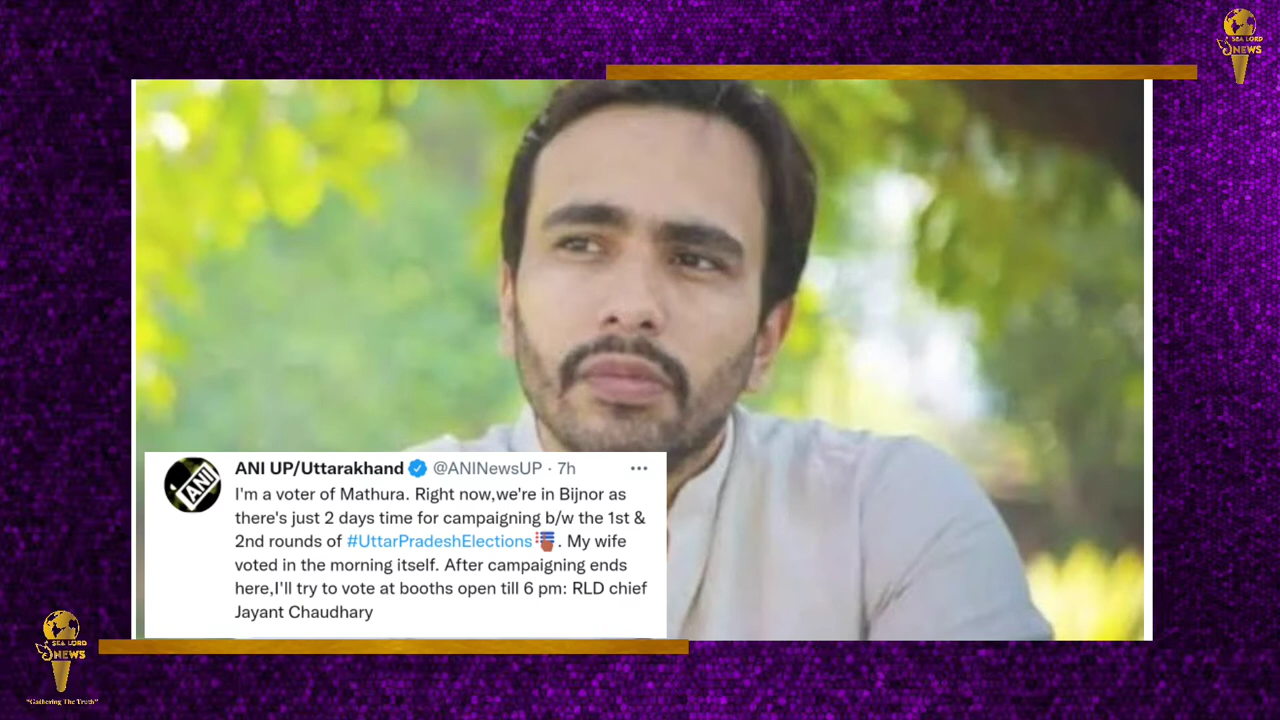 SEA LORD
NEWS
ANI UP/Uttarakhand @ANINewsUP · 7h
ANI
I'm a voter of Mathura. Right now,we're in Bijnor as
there's just 2 days time for campaigning b/w the 1st &
2nd rounds of #UttarPradeshElections. My wife
voted in the morning itself. After campaigning ends
here,I'll try to vote at booths open till 6 pm: RLD chief
Jayant Chaudhary
SEA LORD
NEWS
"Gathering The Truth"